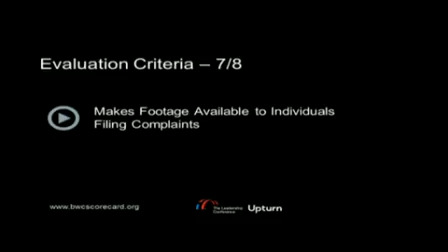 Evaluation Criteria – 7/8
Makes Footage Available to Individuals
Filing Complaints
www.bwcscorecard.org
The Leadership
Conference
Upturn